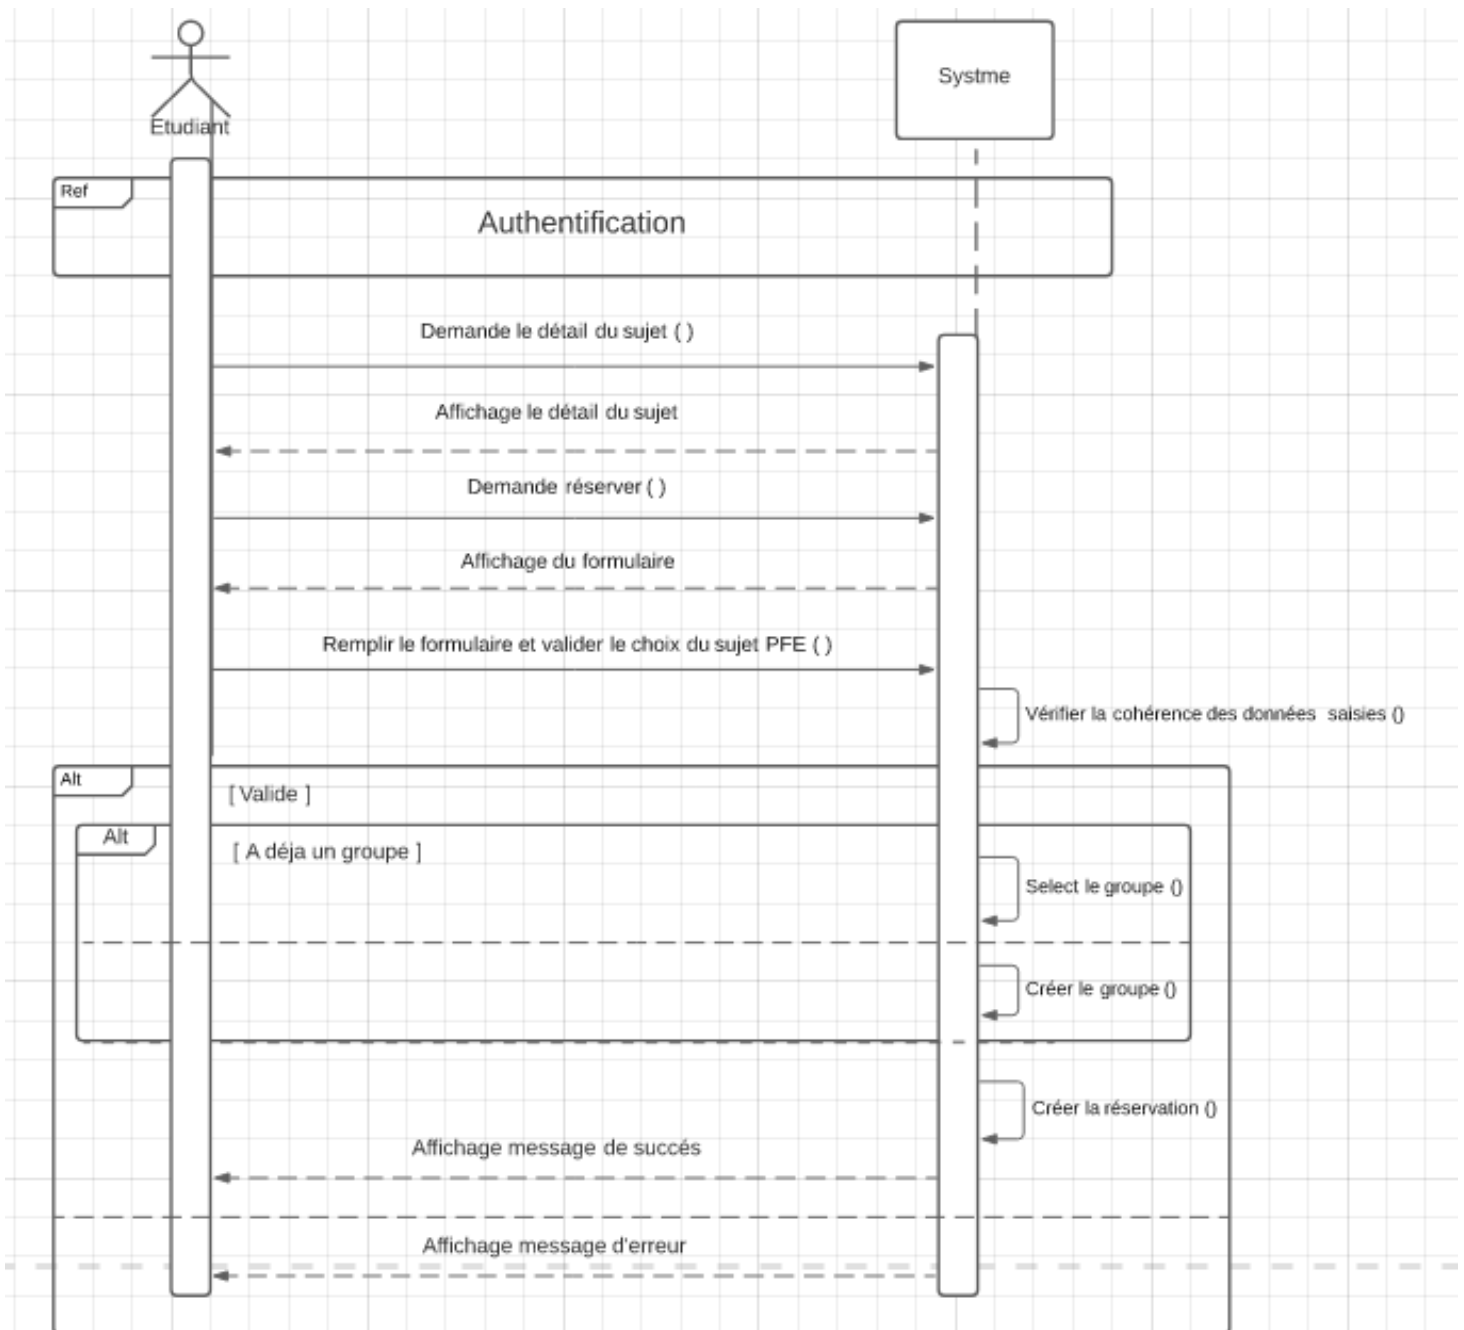 Etudiant
Systme
Ref
Authentification
Demande le détail du sujet ( )
Affichage le détail du sujet
Demande réserver ( )
Affichage du formulaire
Remplir le formulaire et valider le choix du sujet PFE ( )
Vérifier la cohérence des données saisies ()
Alt
[ Valide ]
Alt
[ A déja un groupe ]
Select le groupe ()
Créer le groupe ()
Créer la réservation ()
Affichage message de succés
Affichage message d'erreur